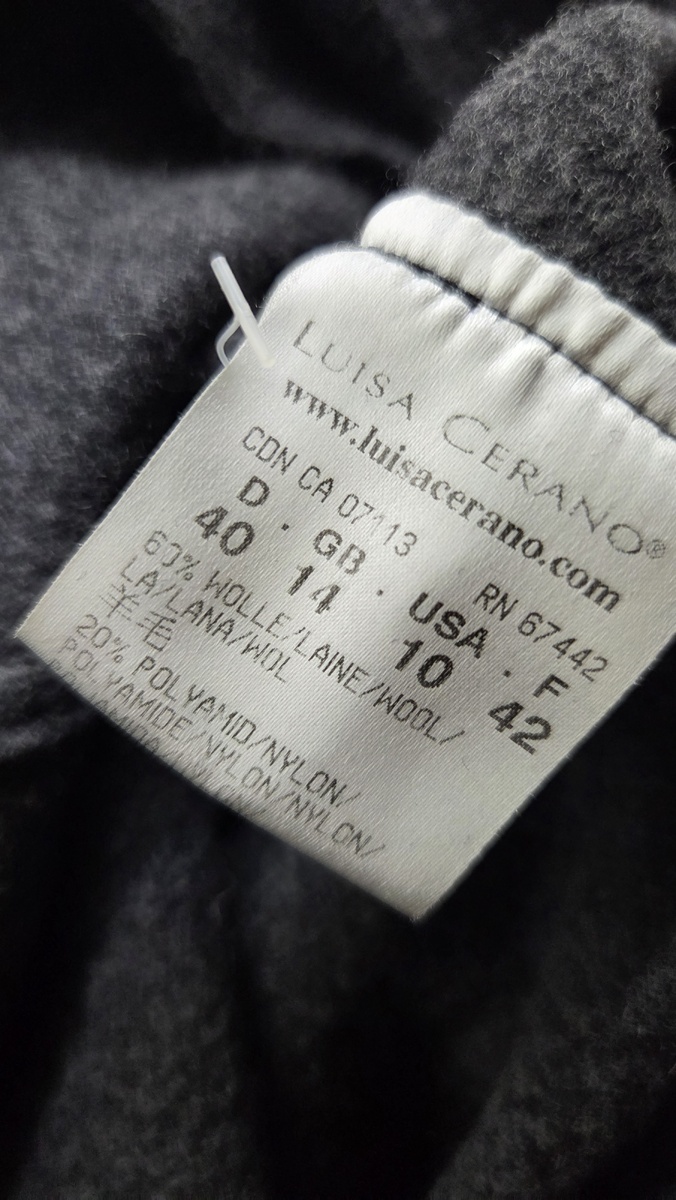 LUISA CERANO®
www.luisacerano.com
CDN CA 07113 RN 67442
D · GB · USA · F
40 14 10 42
60% WOLLE/LAINE/WOOL/
LA/LANA/WOL
羊毛
20% POLYAMID/NYLON/
POLYAMIDE/NYLON/NYLON/